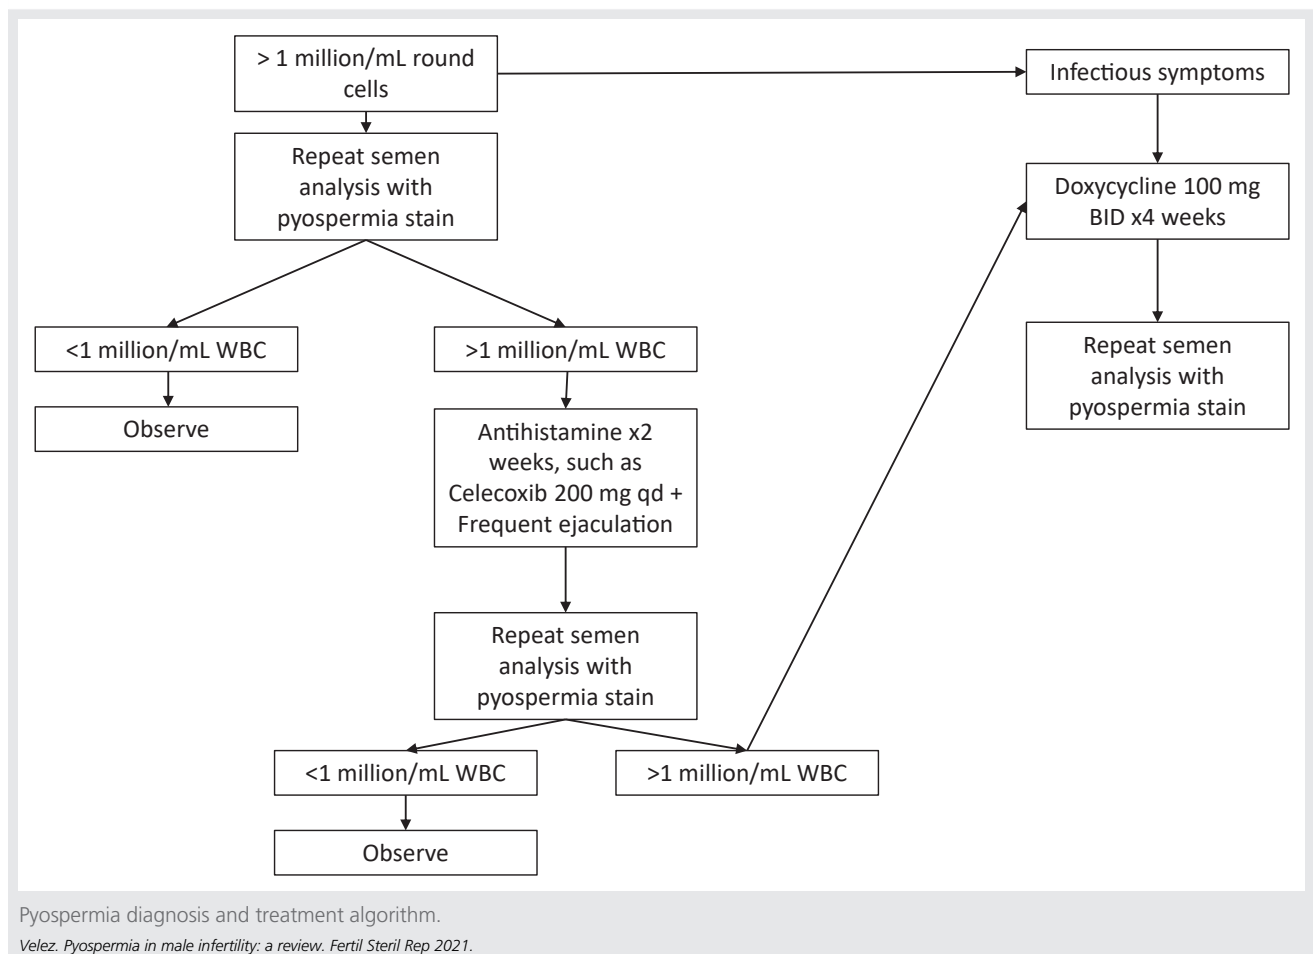 > 1 million/mL round
cells
Infectious symptoms
Repeat semen
analysis with
pyospermia stain
Doxycycline 100 mg
BID x4 weeks
<1 million/mL WBC
>1 million/mL WBC
Repeat semen
analysis with
pyospermia stain
Observe
Antihistamine x2
weeks, such as
Celecoxib 200 mg qd +
Frequent ejaculation
Repeat semen
analysis with
pyospermia stain
<1 million/mL WBC
>1 million/mL WBC
Observe
Pyospermia diagnosis and treatment algorithm.
Velez. Pyospermia in male infertility: a review. Fertil Steril Rep 2021.